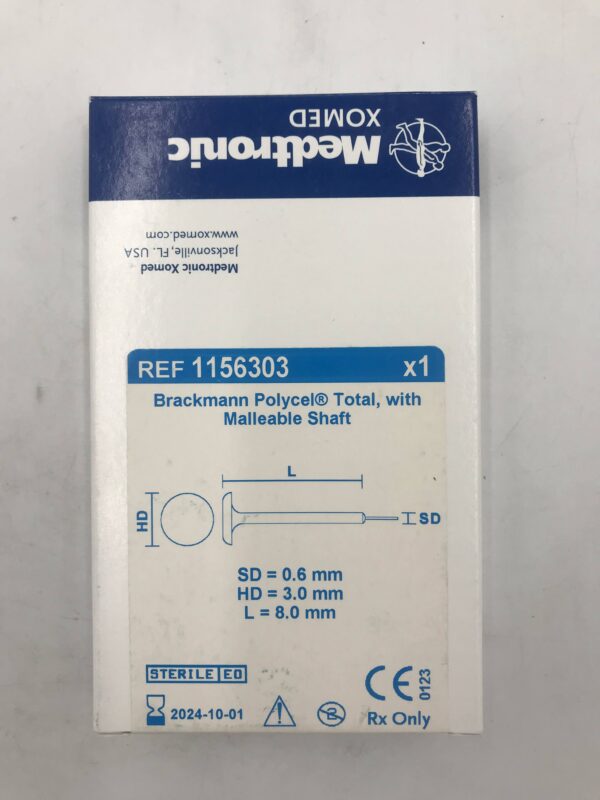 Medtronic
XOMED
Medtronic Xomed
Jacksonville, FL. USA
www.xomed.com
REF 1156303 x1
Brackmann Polycel® Total, with
Malleable Shaft
L
HD
SD
SD = 0.6 mm
HD = 3.0 mm
L = 8.0 mm
STERILE EO
2024-10-01
2
CE 0123
Rx Only